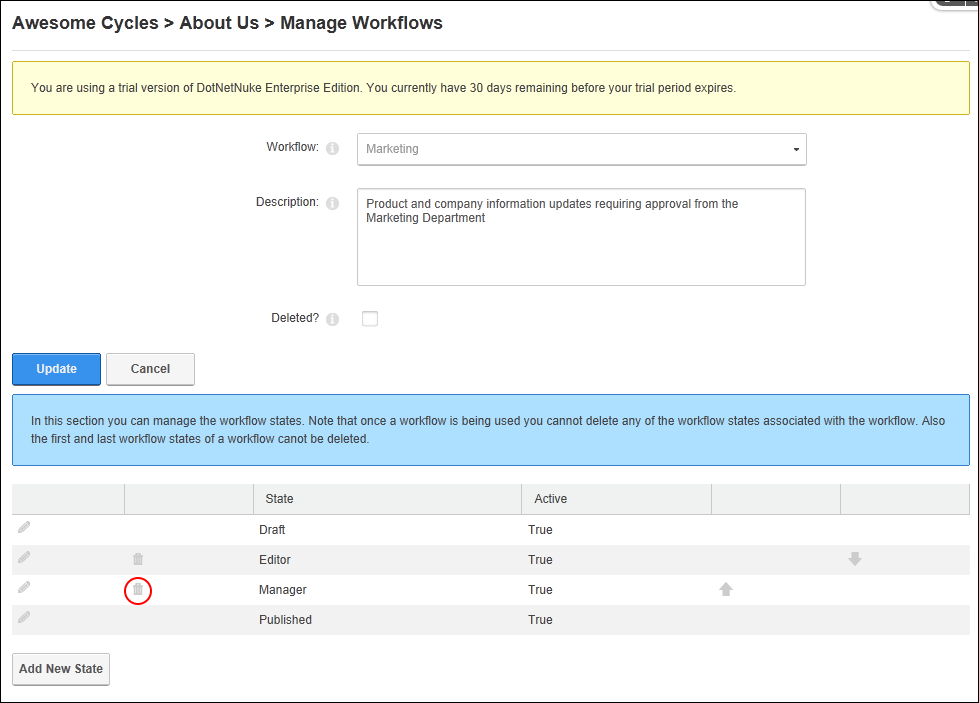 Awesome Cycles > About Us > Manage Workflows
You are using a trial version of DotNetNuke Enterprise Edition. You currently have 30 days remaining before your trial period expires.
Workflow:
Marketing
Description:
Product and company information updates requiring approval from the
Marketing Department
Deleted?
Update Cancel
In this section you can manage the workflow states. Note that once a workflow is being used you cannot delete any of the workflow states associated with the workflow. Also
the first and last workflow states of a workflow canot be deleted.
State Active
Draft True
Editor True
Manager True
Published True
Add New State